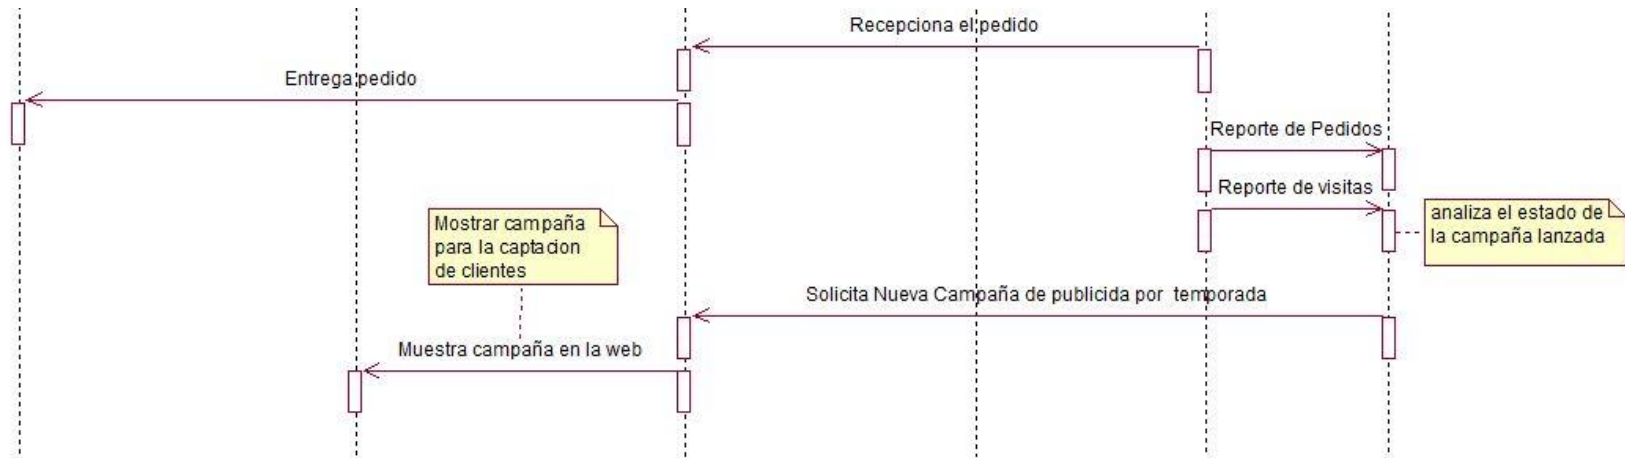 Recepciona el pedido
Entrega pedido
Reporte de Pedidos
Reporte de visitas
analiza el estado de
la campaña lanzada
Mostrar campaña
para la captacion
de clientes
Solicita Nueva Campaña de publicida por temporada
Muestra campaña en la web